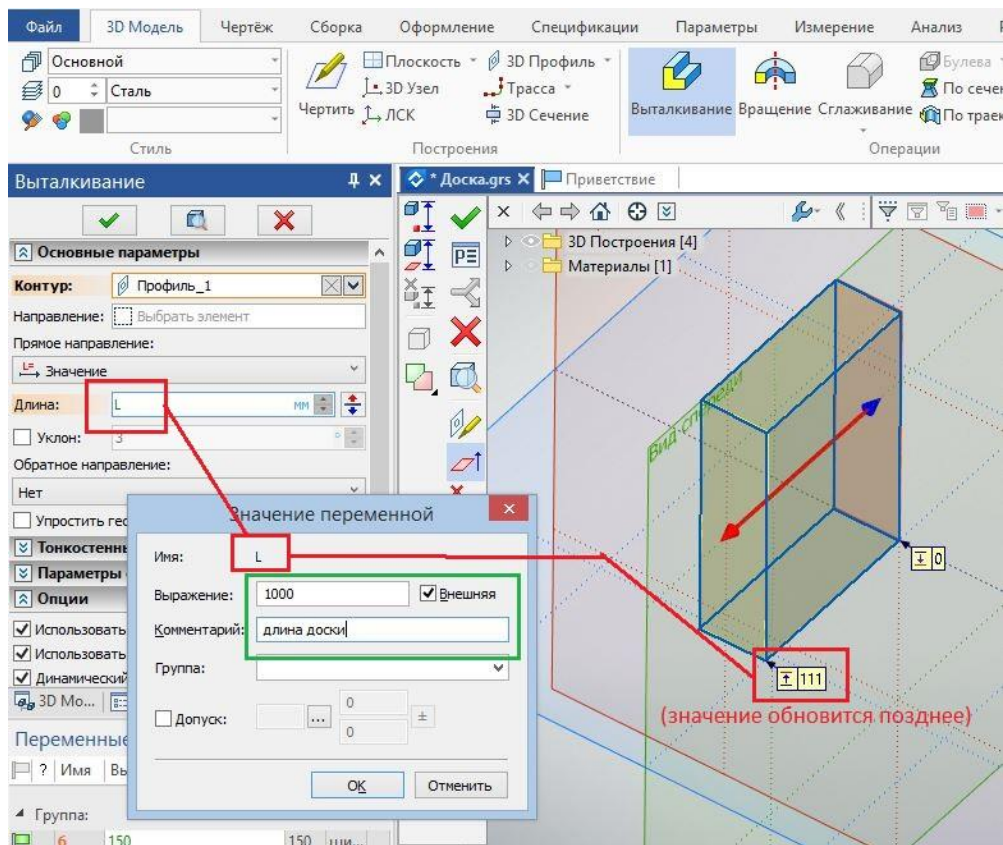 Файл 3D Модель Чертёж Сборка Оформление Спецификации Параметры Измерение Анализ
Основной
0 Сталь
Стиль
Чертить
Плоскость
3D Узел
ЛСК
3D Профиль
Трасса
3D Сечение
Построения
Выталкивание Вращение Сглаживание
Булева
По сечен
По траек
Операции
Выталкивание
* Доска.grs Приветствие
Основные параметры
Контур: Профиль_1
Направление: Выбрать элемент
Прямое направление:
Значение
Длина: L мм
Уклон: 3 °
Обратное направление:
Нет
Упростить гео
Тонкостенн
Параметры
Опции
Использовать
Использовать
Динамический
3D Мо...
Переменные
? Имя Вы
Группа:
6 150 150 ши...
Значение переменной
Имя: L
Выражение: 1000 Внешняя
Комментарий: длина доски
Группа:
Допуск: ... 0 ±
0
OK Отменить
3D Построения [4]
Материалы [1]
Вид спереди
0
111
(значение обновится позднее)